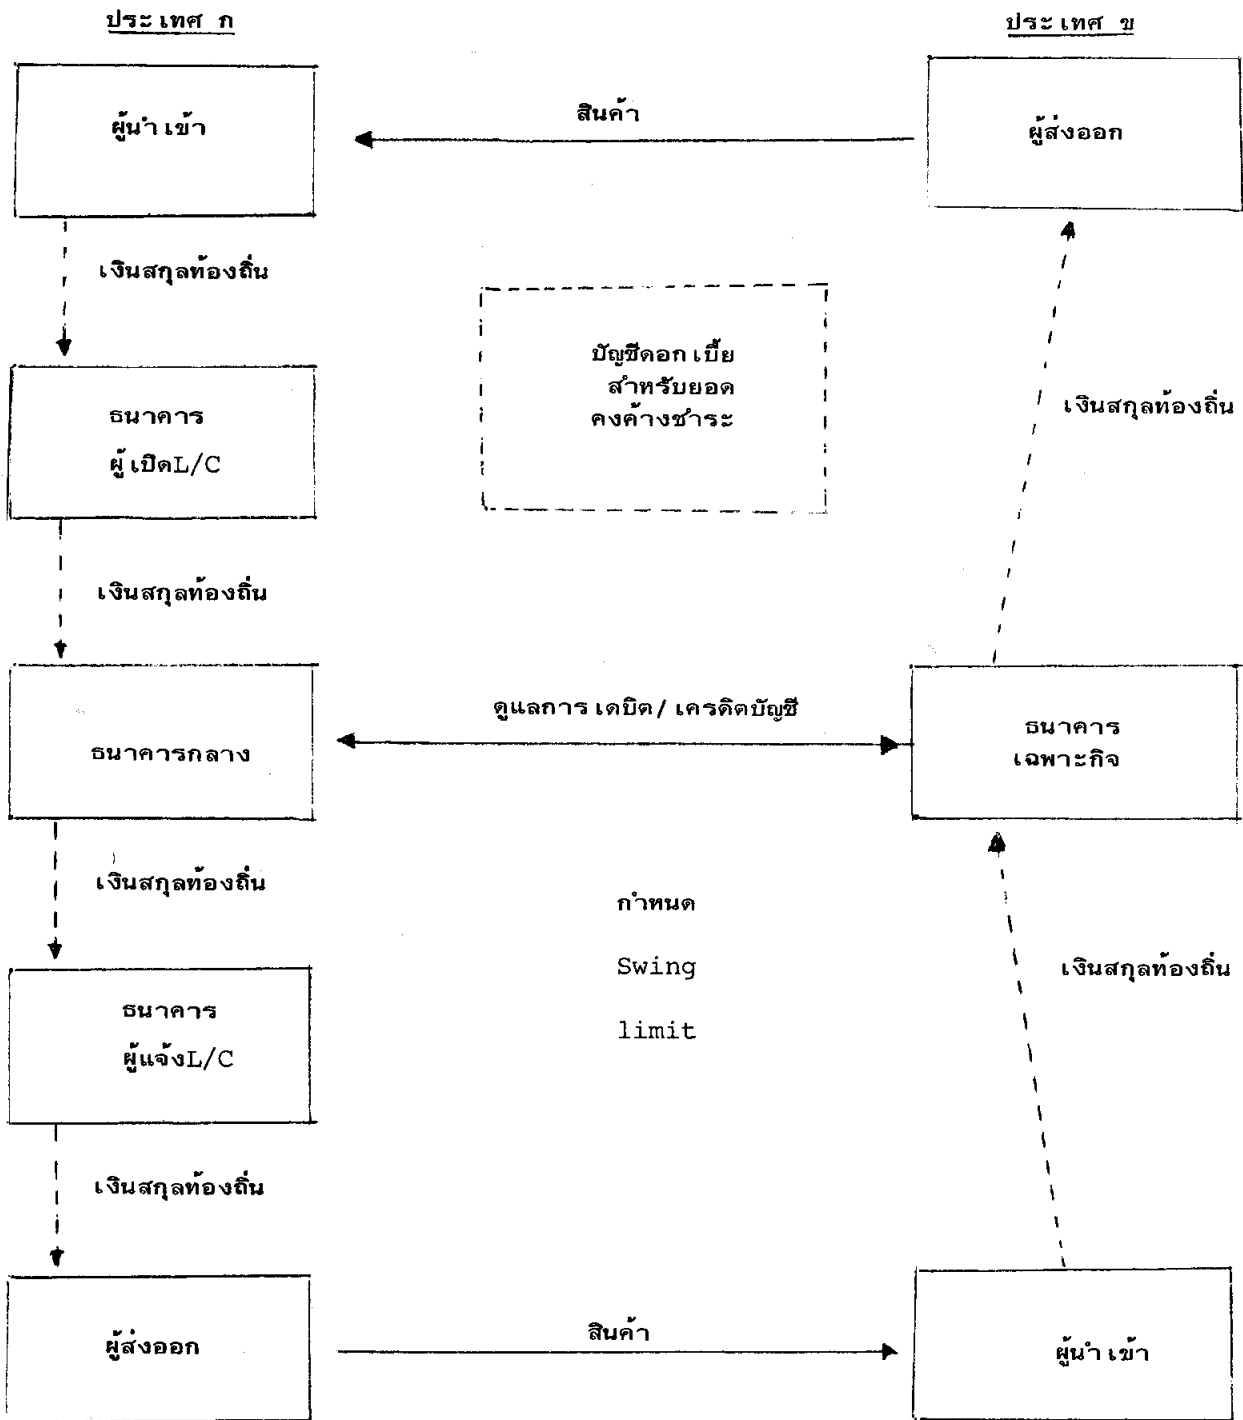 ประเทศ ก
ประเทศ ข
ผู้นำเข้า
สินค้า
ผู้ส่งออก
เงินสกุลท้องถิ่น
บัญชีดอกเบี้ย
สำหรับยอด
คงค้างชำระ
เงินสกุลท้องถิ่น
ธนาคาร
ผู้เปิดL/C
เงินสกุลท้องถิ่น
ดูแลการเดบิต/เครดิตบัญชี
ธนาคารกลาง
ธนาคาร
เฉพาะกิจ
เงินสกุลท้องถิ่น
กำหนด
Swing
limit
เงินสกุลท้องถิ่น
ธนาคาร
ผู้แจ้งL/C
เงินสกุลท้องถิ่น
ผู้ส่งออก
สินค้า
ผู้นำเข้า